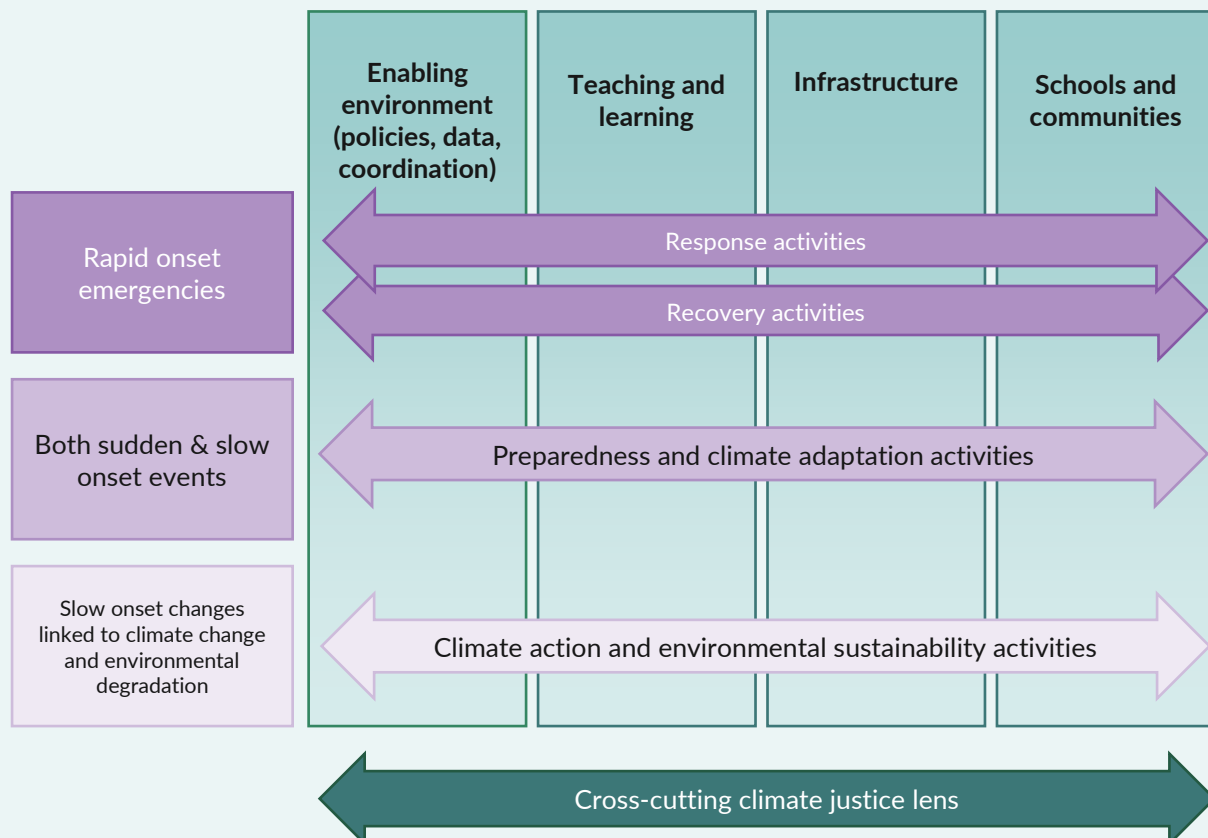 Enabling
environment
(policies, data,
coordination)
Teaching and
learning
Infrastructure
Schools and
communities
Rapid onset
emergencies
Response activities
Recovery activities
Both sudden & slow
onset events
Preparedness and climate adaptation activities
Slow onset changes
linked to climate change
and environmental
degradation
Climate action and environmental sustainability activities
Cross-cutting climate justice lens